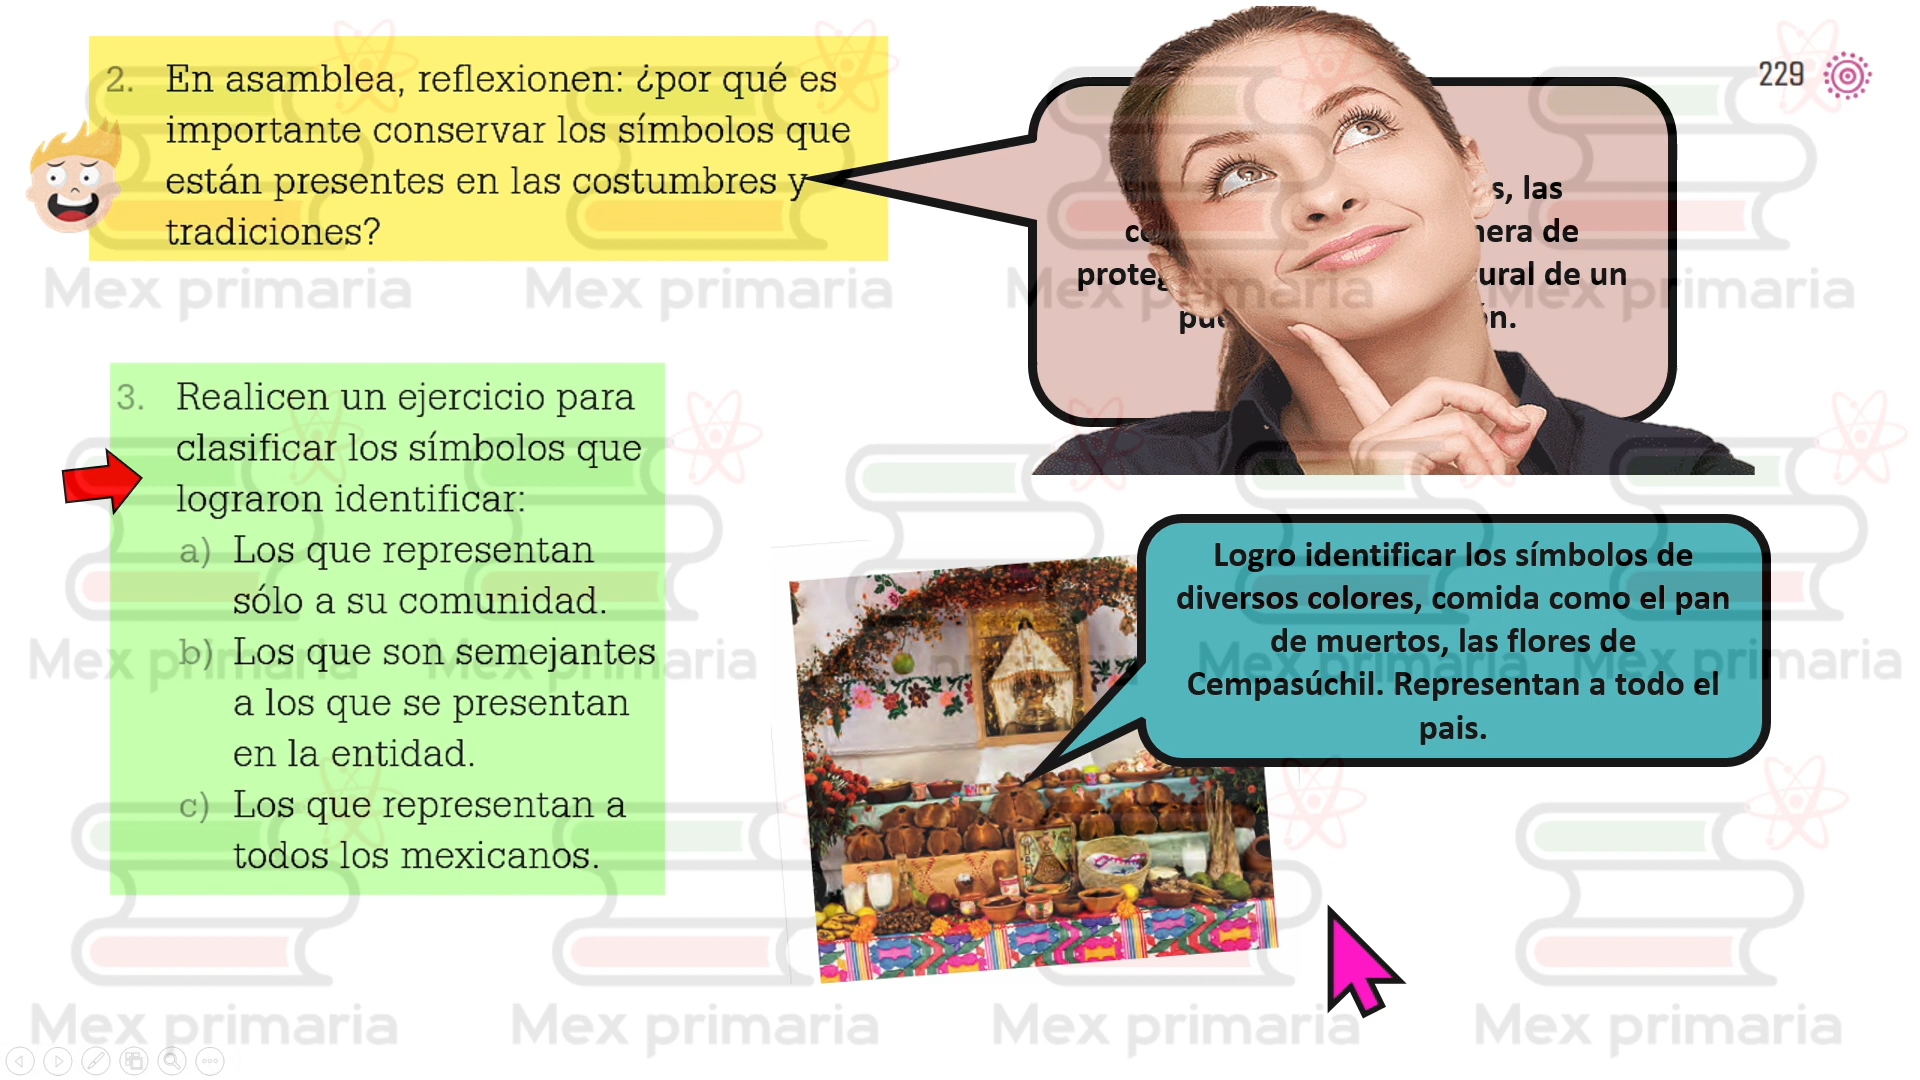 229
2. En asamblea, reflexionen: ¿por qué es
importante conservar los símbolos que
están presentes en las costumbres y
tradiciones?
s, las
de
de un
3. Realicen un ejercicio para
clasificar los símbolos que
lograron identificar:
a) Los que representan
sólo a su comunidad.
b) Los que son semejantes
a los que se presentan
en la entidad.
c) Los que representan a
todos los mexicanos.
Logro identificar los símbolos de
diversos colores, comida como el pan
de muertos, las flores de
Cempasúchil. Representan a todo el
pais.
Mex primaria
Mex primaria
Mex primaria
Mex primaria
Mex primaria
Mex primaria
Mex primaria
Mex primaria
Mex primaria
Mex primaria
Mex primaria
Mex primaria